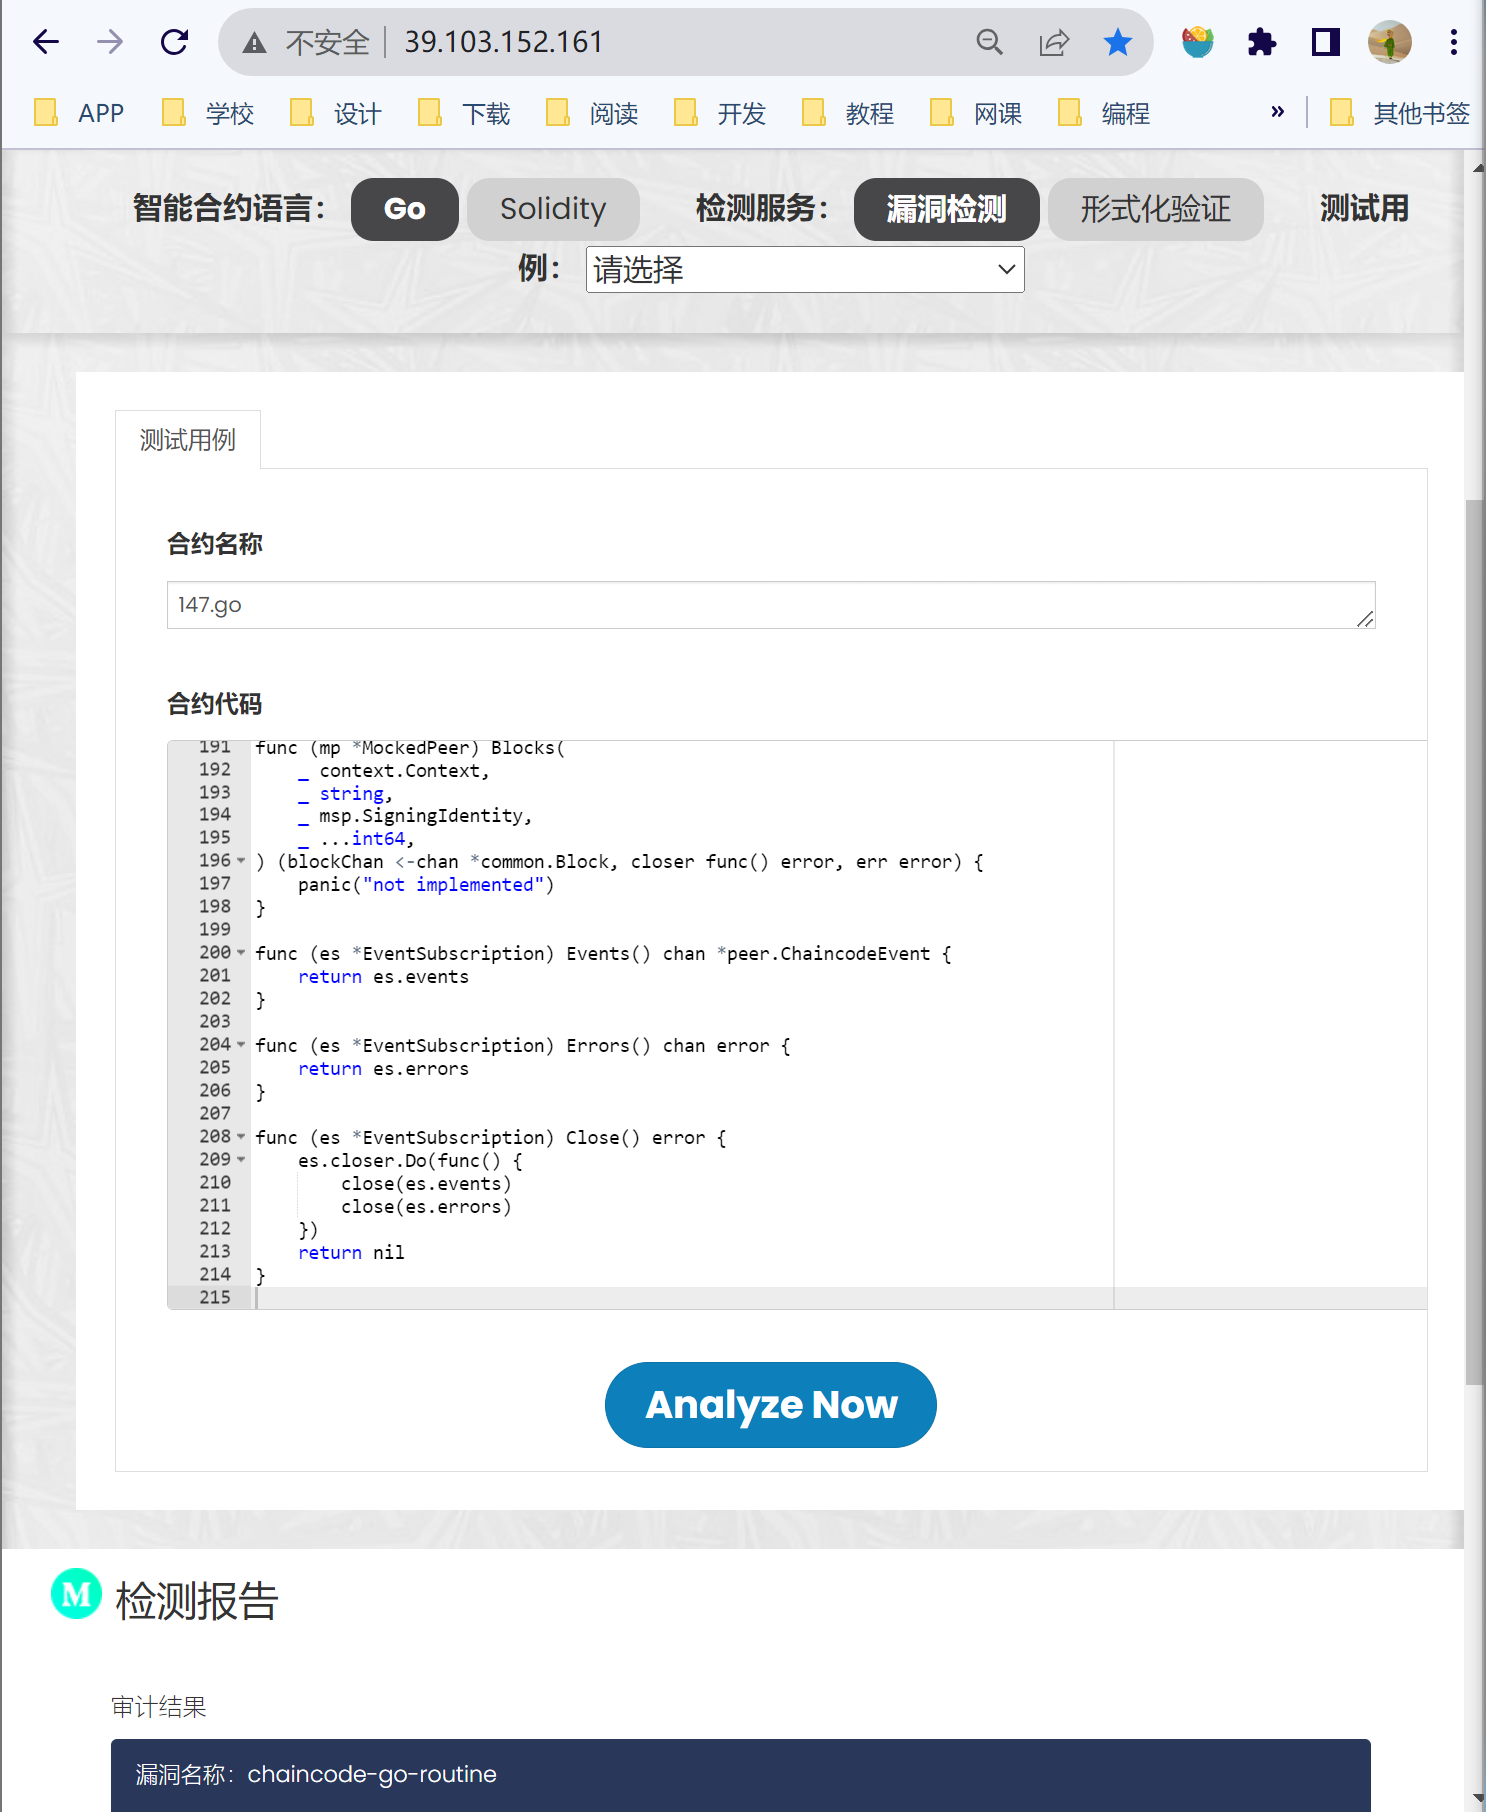 不安全 39.103.152.161
APP 学校 设计 下载 阅读 开发 教程 网课 编程 » 其他书签
智能合约语言： Go Solidity 检测服务： 漏洞检测 形式化验证 测试用
例： 请选择
测试用例
合约名称
147.go
合约代码
191 func (mp *MockedPeer) Blocks(
192 _ context.Context,
193 _ string,
194 _ msp.SigningIdentity,
195 _ ...int64,
196 ) (blockChan <-chan *common.Block, closer func() error, err error) {
197 panic("not implemented")
198 }
199
200 func (es *EventSubscription) Events() chan *peer.ChaincodeEvent {
201 return es.events
202 }
203
204 func (es *EventSubscription) Errors() chan error {
205 return es.errors
206 }
207
208 func (es *EventSubscription) Close() error {
209 es.closer.Do(func() {
210 close(es.events)
211 close(es.errors)
212 })
213 return nil
214 }
215
Analyze Now
M 检测报告
审计结果
漏洞名称：chaincode-go-routine